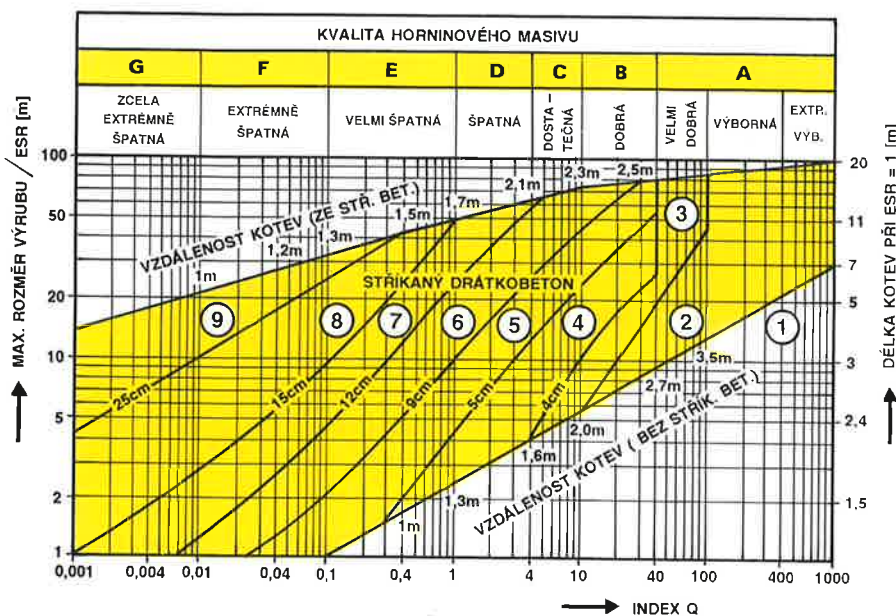 KVALITA HORNINOVÉHO MASIVU
G F E D C B A
ZCELA
EXTRÉMNĚ
ŠPATNÁ
EXTRÉMNĚ
ŠPATNÁ
VELMI ŠPATNÁ
ŠPATNÁ
DOSTA –
TEČNÁ
DOBRÁ
VELMI
DOBRÁ
VÝBORNÁ
EXTR.
VÝB.
MAX. ROZMĚR VÝRUBU / ESR [m]
100
50
20
10
5
2
1
DÉLKA KOTEV PŘI ESR = 1 [m]
20
11
7
5
3
2,4
1,5
VZDÁLENOST KOTEV (ZE STŘ. BET.)
1m
1,2m
1,3m
1,5m
1,7m
2,1m
2,3m
2,5m
STŘÍKANÝ DRÁTKOBETON
9 8 7 6 5 4 3 2 1
25cm
15cm
12cm
9cm
5cm
4cm
VZDÁLENOST KOTEV ( BEZ STŘÍK. BET.)
1m
1,3m
1,6m
2,0m
2,7m
3,5m
0,001 0,004 0,01 0,04 0,1 0,4 1 4 10 40 100 400 1000
INDEX Q